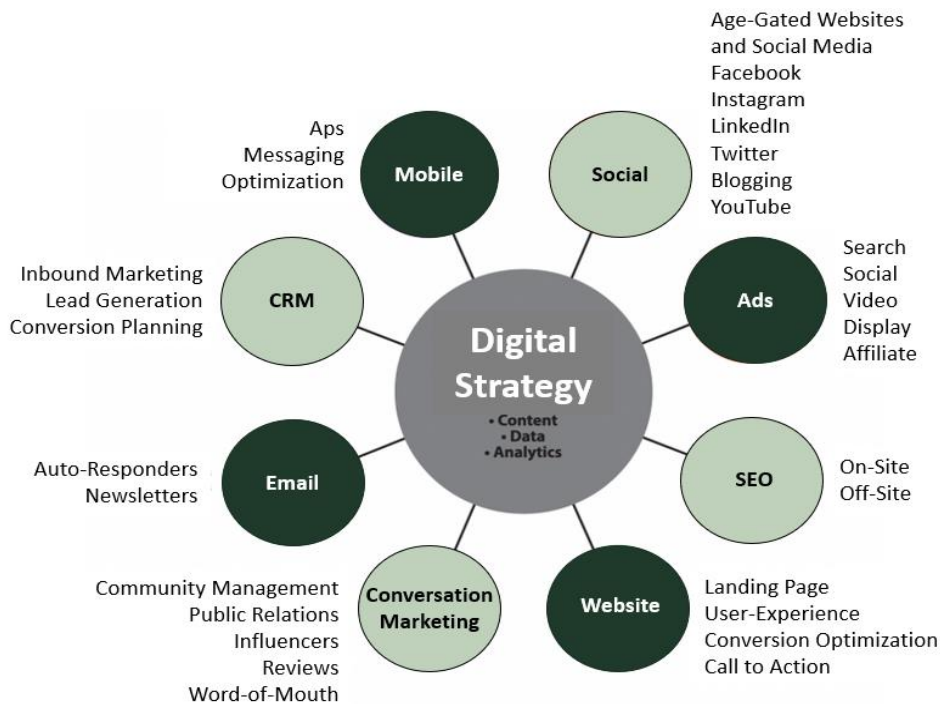 Age-Gated Websites
and Social Media
Facebook
Instagram
LinkedIn
Twitter
Blogging
YouTube
Social
Aps
Messaging
Optimization
Mobile
Search
Social
Video
Display
Affiliate
Ads
Inbound Marketing
Lead Generation
Conversion Planning
CRM
Digital
Strategy
• Content
• Data
• Analytics
Auto-Responders
Newsletters
Email
SEO
On-Site
Off-Site
Community Management
Public Relations
Influencers
Reviews
Word-of-Mouth
Conversation
Marketing
Website
Landing Page
User-Experience
Conversion Optimization
Call to Action